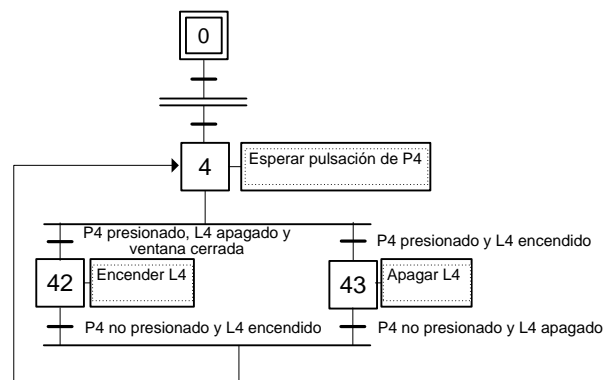 0
4
Esperar pulsación de P4
P4 presionado, L4 apagado y
ventana cerrada
P4 presionado y L4 encendido
42
Encender L4
43
Apagar L4
P4 no presionado y L4 encendido
P4 no presionado y L4 apagado